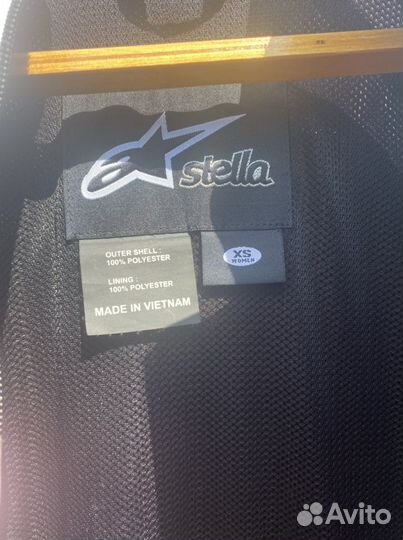 stella
OUTER SHELL :
100% POLYESTER
LINING :
100% POLYESTER
MADE IN VIETNAM
XS
WOMEN
Avito